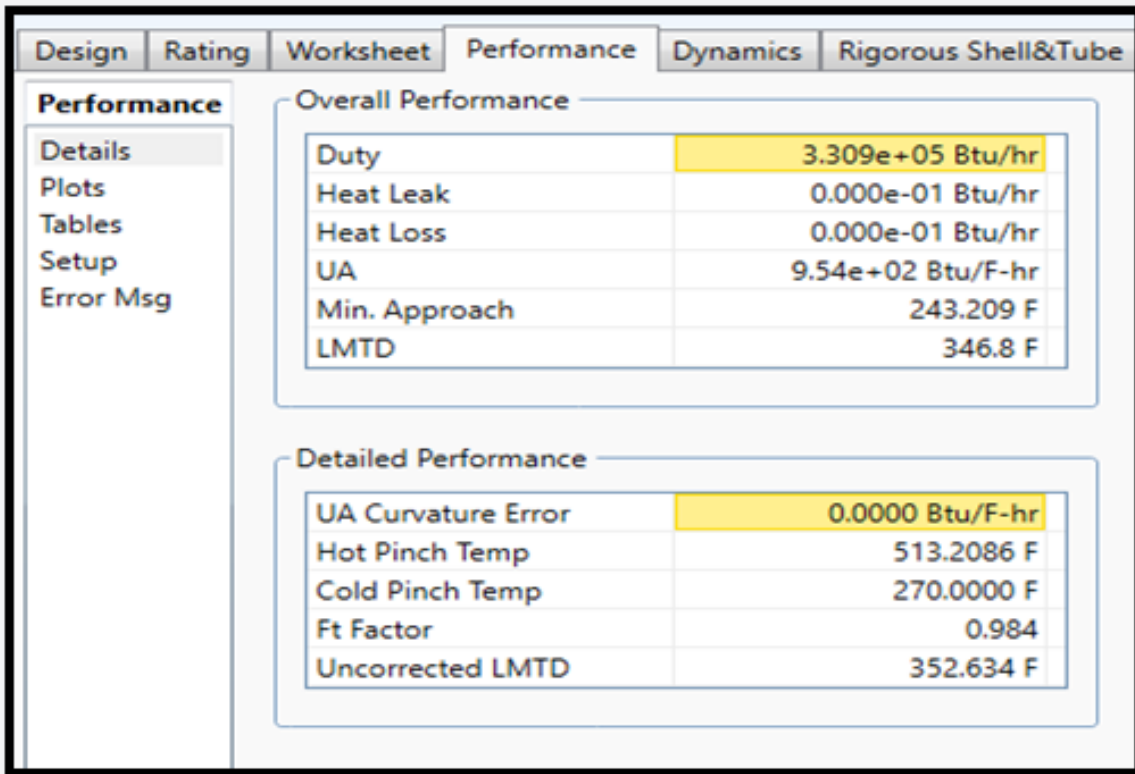 Design Rating Worksheet Performance Dynamics Rigorous Shell&Tube
Performance
Details
Plots
Tables
Setup
Error Msg
Overall Performance
Duty 3.309e+05 Btu/hr
Heat Leak 0.000e-01 Btu/hr
Heat Loss 0.000e-01 Btu/hr
UA 9.54e+02 Btu/F-hr
Min. Approach 243.209 F
LMTD 346.8 F
Detailed Performance
UA Curvature Error 0.0000 Btu/F-hr
Hot Pinch Temp 513.2086 F
Cold Pinch Temp 270.0000 F
Ft Factor 0.984
Uncorrected LMTD 352.634 F